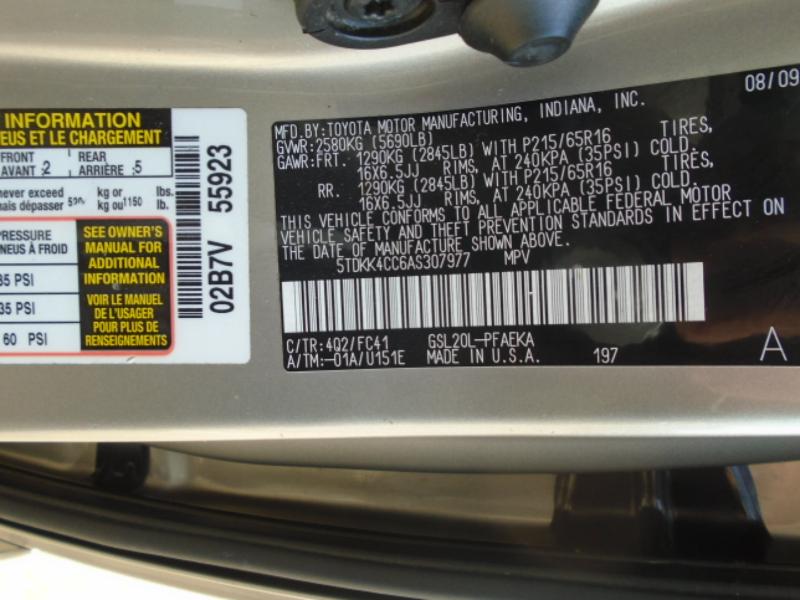 INFORMATION
EUS ET LE CHARGEMENT
FRONT
AVANT 2
REAR
ARRIÈRE 5
never exceed kg or lbs.
mais dépasser kg ou 1150 lb.
PRESSURE
PNEUS À FROID
35 PSI
35 PSI
60 PSI
SEE OWNER'S
MANUAL FOR
ADDITIONAL
INFORMATION
VOIR LE MANUEL
DE L'USAGER
POUR PLUS DE
RENSEIGNEMENTS
02B7V 55923
08/09
MFD.BY:TOYOTA MOTOR MANUFACTURING, INDIANA, INC.
GVWR:2580KG (5690LB)
GAWR:FRT. 1290KG (2845LB) WITH P215/65R16 TIRES,
16X6.5JJ RIMS, AT 240KPA (35PSI) COLD.
RR. 1290KG (2845LB) WITH P215/65R16 TIRES,
16X6.5JJ RIMS, AT 240KPA (35PSI) COLD.
THIS VEHICLE CONFORMS TO ALL APPLICABLE FEDERAL MOTOR
VEHICLE SAFETY AND THEFT PREVENTION STANDARDS IN EFFECT ON
THE DATE OF MANUFACTURE SHOWN ABOVE.
5TDKK4CC6AS307977 MPV
C/TR:4Q2/FC41 GSL20L-PFAEKA
A/TM:-01A/U151E MADE IN U.S.A. 197
A